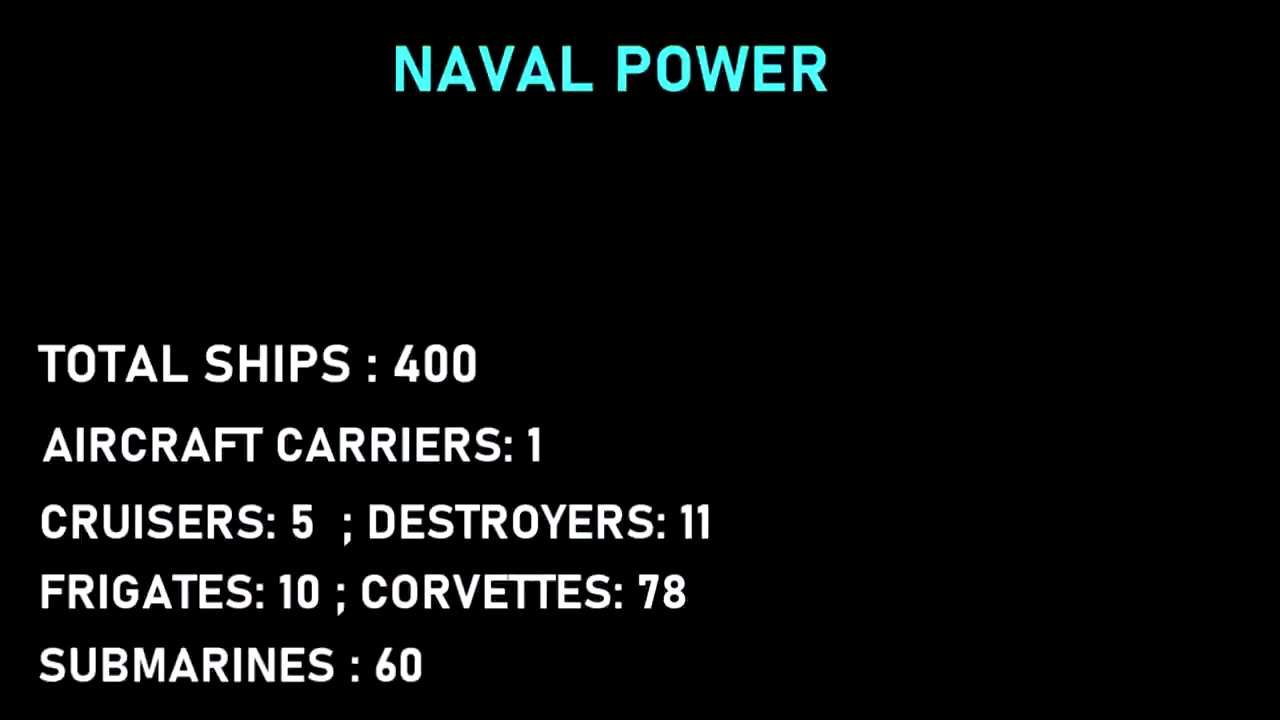 NAVAL POWER
TOTAL SHIPS : 400
AIRCRAFT CARRIERS: 1
CRUISERS: 5 ; DESTROYERS: 11
FRIGATES: 10 ; CORVETTES: 78
SUBMARINES : 60